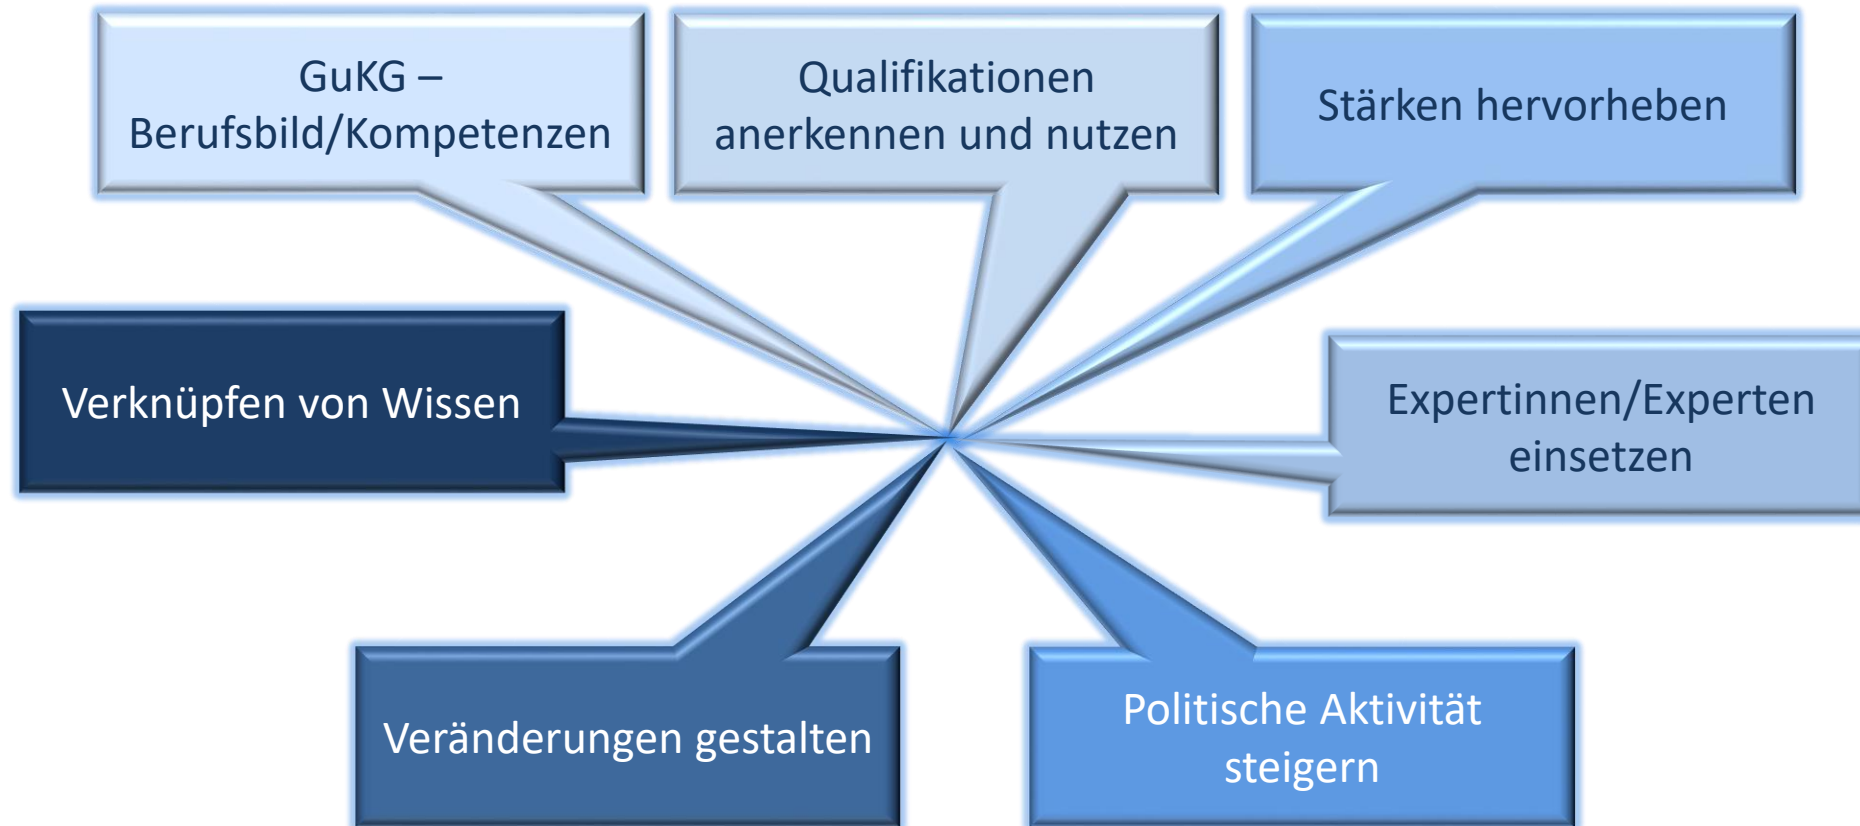 GuKG –
Berufsbild/Kompetenzen
Qualifikationen
anerkennen und nutzen
Stärken hervorheben
Verknüpfen von Wissen
Expertinnen/Experten
einsetzen
Veränderungen gestalten
Politische Aktivität
steigern